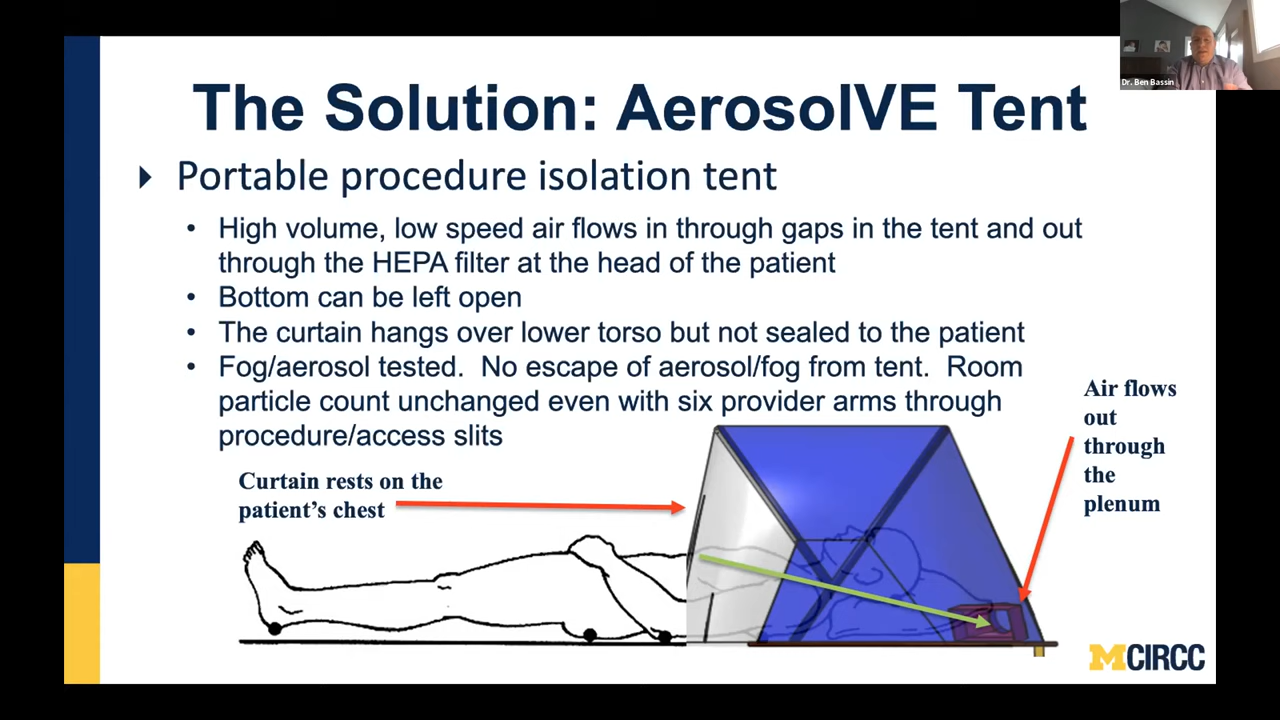 The Solution: AerosolVE Tent
Portable procedure isolation tent
• High volume, low speed air flows in through gaps in the tent and out
through the HEPA filter at the head of the patient
• Bottom can be left open
• The curtain hangs over lower torso but not sealed to the patient
• Fog/aerosol tested.  No escape of aerosol/fog from tent.  Room
particle count unchanged even with six provider arms through
procedure/access slits
Curtain rests on the
patient’s chest
Air flows
out
through
the
plenum
MCIRCC
Dr. Ben Bassin